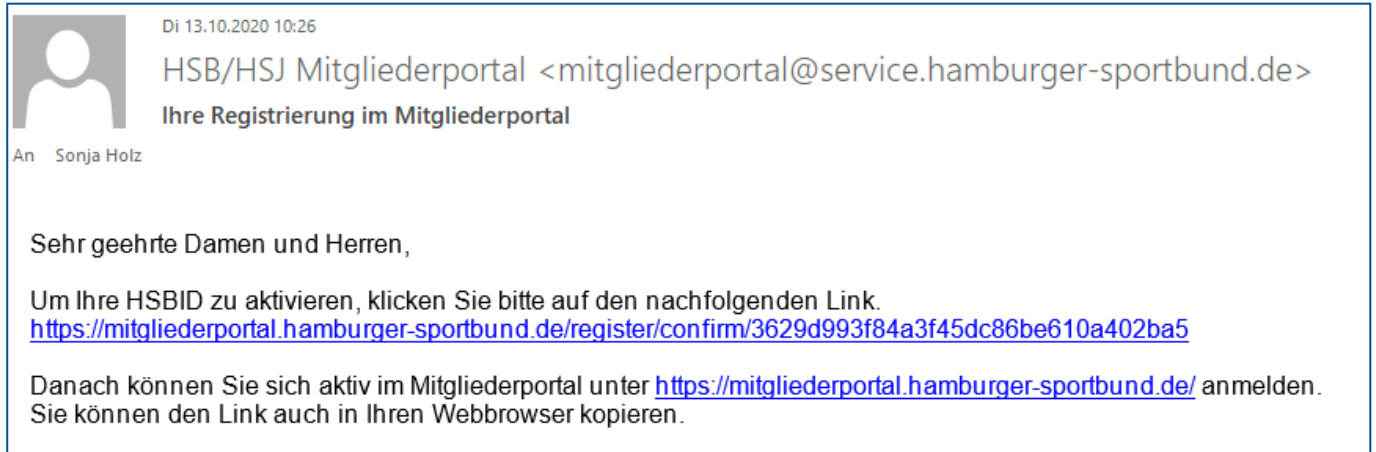 Di 13.10.2020 10:26
HSB/HSJ Mitgliederportal <mitgliederportal@service.hamburger-sportbund.de>
Ihre Registrierung im Mitgliederportal
An Sonja Holz
Sehr geehrte Damen und Herren,
Um Ihre HSBID zu aktivieren, klicken Sie bitte auf den nachfolgenden Link.
https://mitgliederportal.hamburger-sportbund.de/register/confirm/3629d993f84a3f45dc86be610a402ba5
Danach können Sie sich aktiv im Mitgliederportal unter https://mitgliederportal.hamburger-sportbund.de/ anmelden.
Sie können den Link auch in Ihren Webbrowser kopieren.